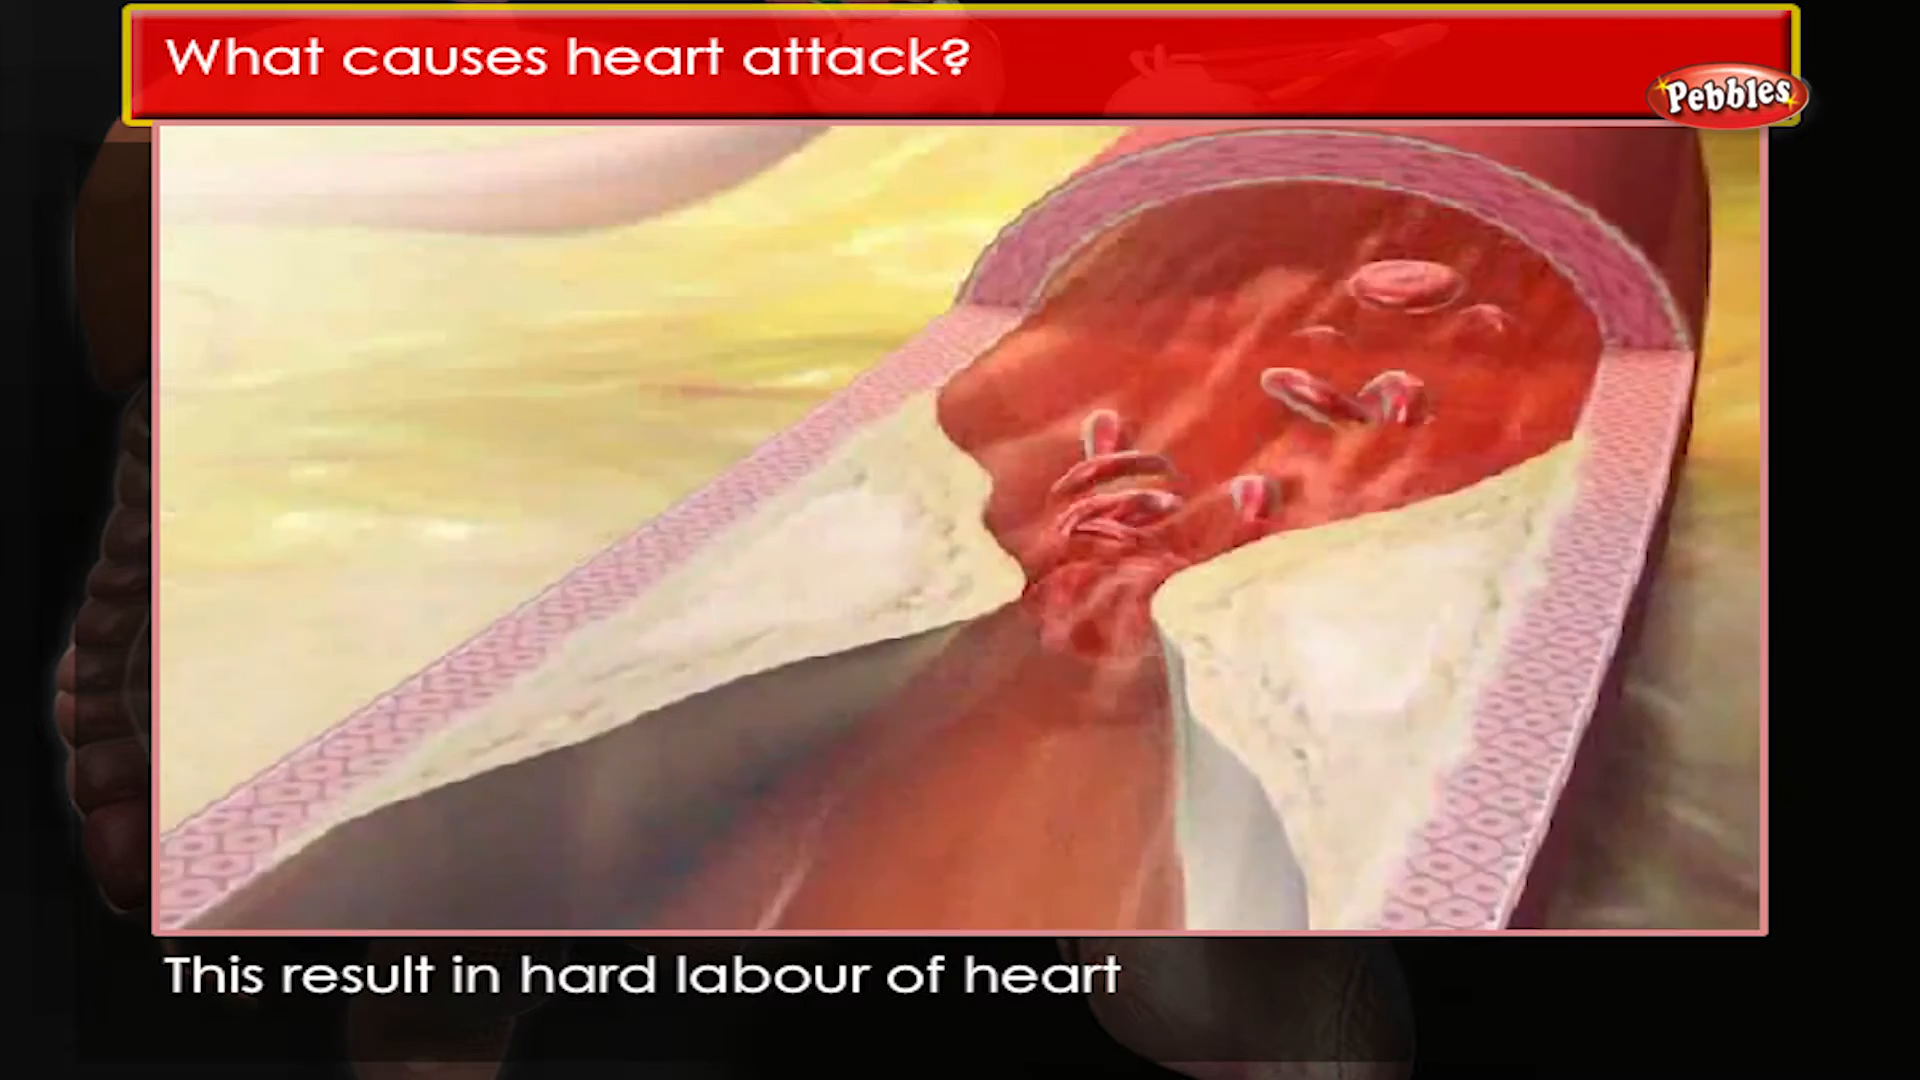 What causes heart attack?
Pebbles
This result in hard labour of heart